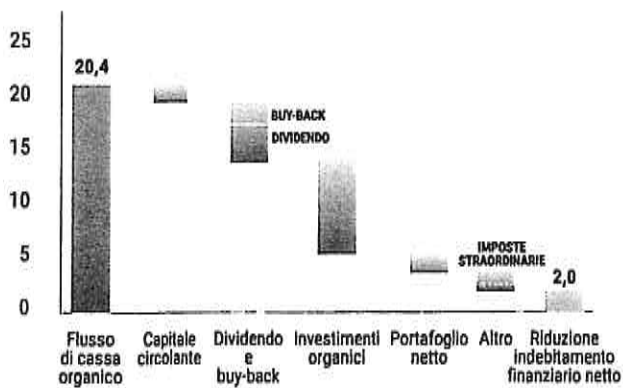 25
20
15
10
5
0
20,4
BUY-BACK
DIVIDENDO
IMPOSTE
STRAORDINARIE
2,0
Flusso
di cassa
organico
Capitale
circolante
Dividendo
e
buy-back
Investimenti
organici
Portafoglio
netto
Altro
Riduzione
indebitamento
finanziario netto